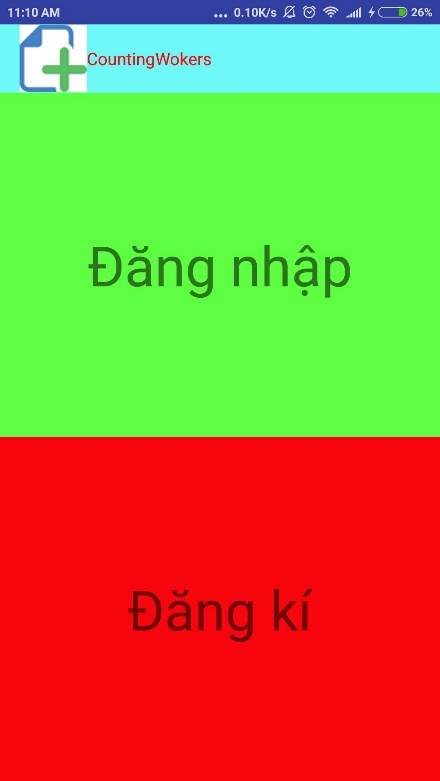 11:10 AM ... 0.10K/s 26%
CountingWokers
Đăng nhập
Đăng kí